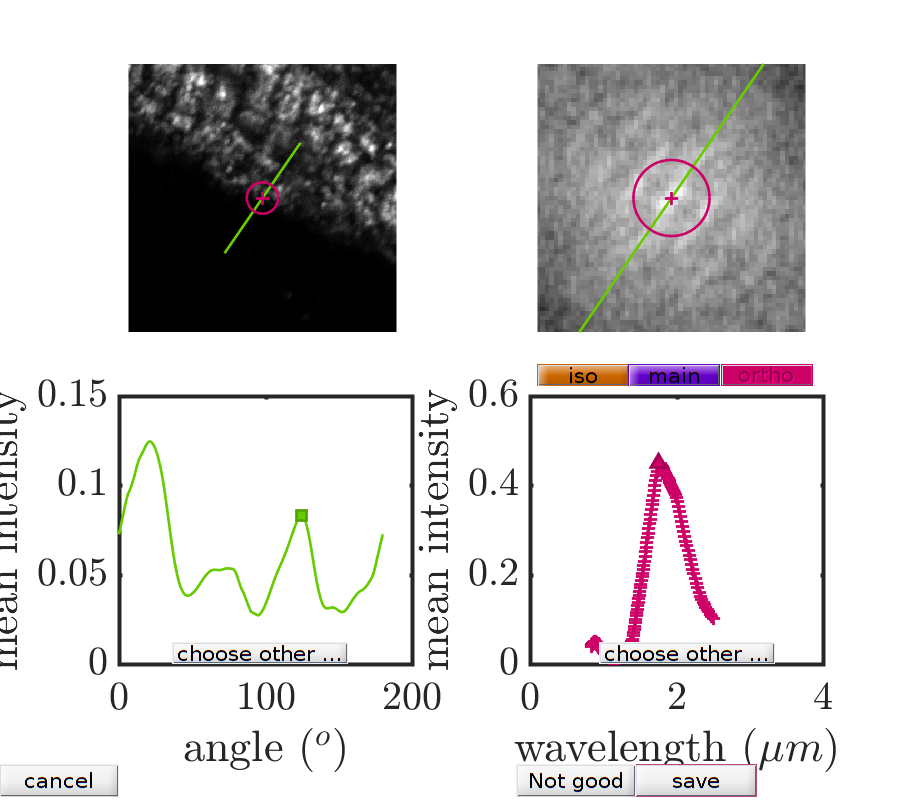 iso main ortho
mean intensity
0.15
0.1
0.05
0
choose other ...
0 100 200
angle (o)
mean intensity
0.6
0.4
0.2
0
choose other ...
0 2 4
wavelength (μm)
cancel
Not good save